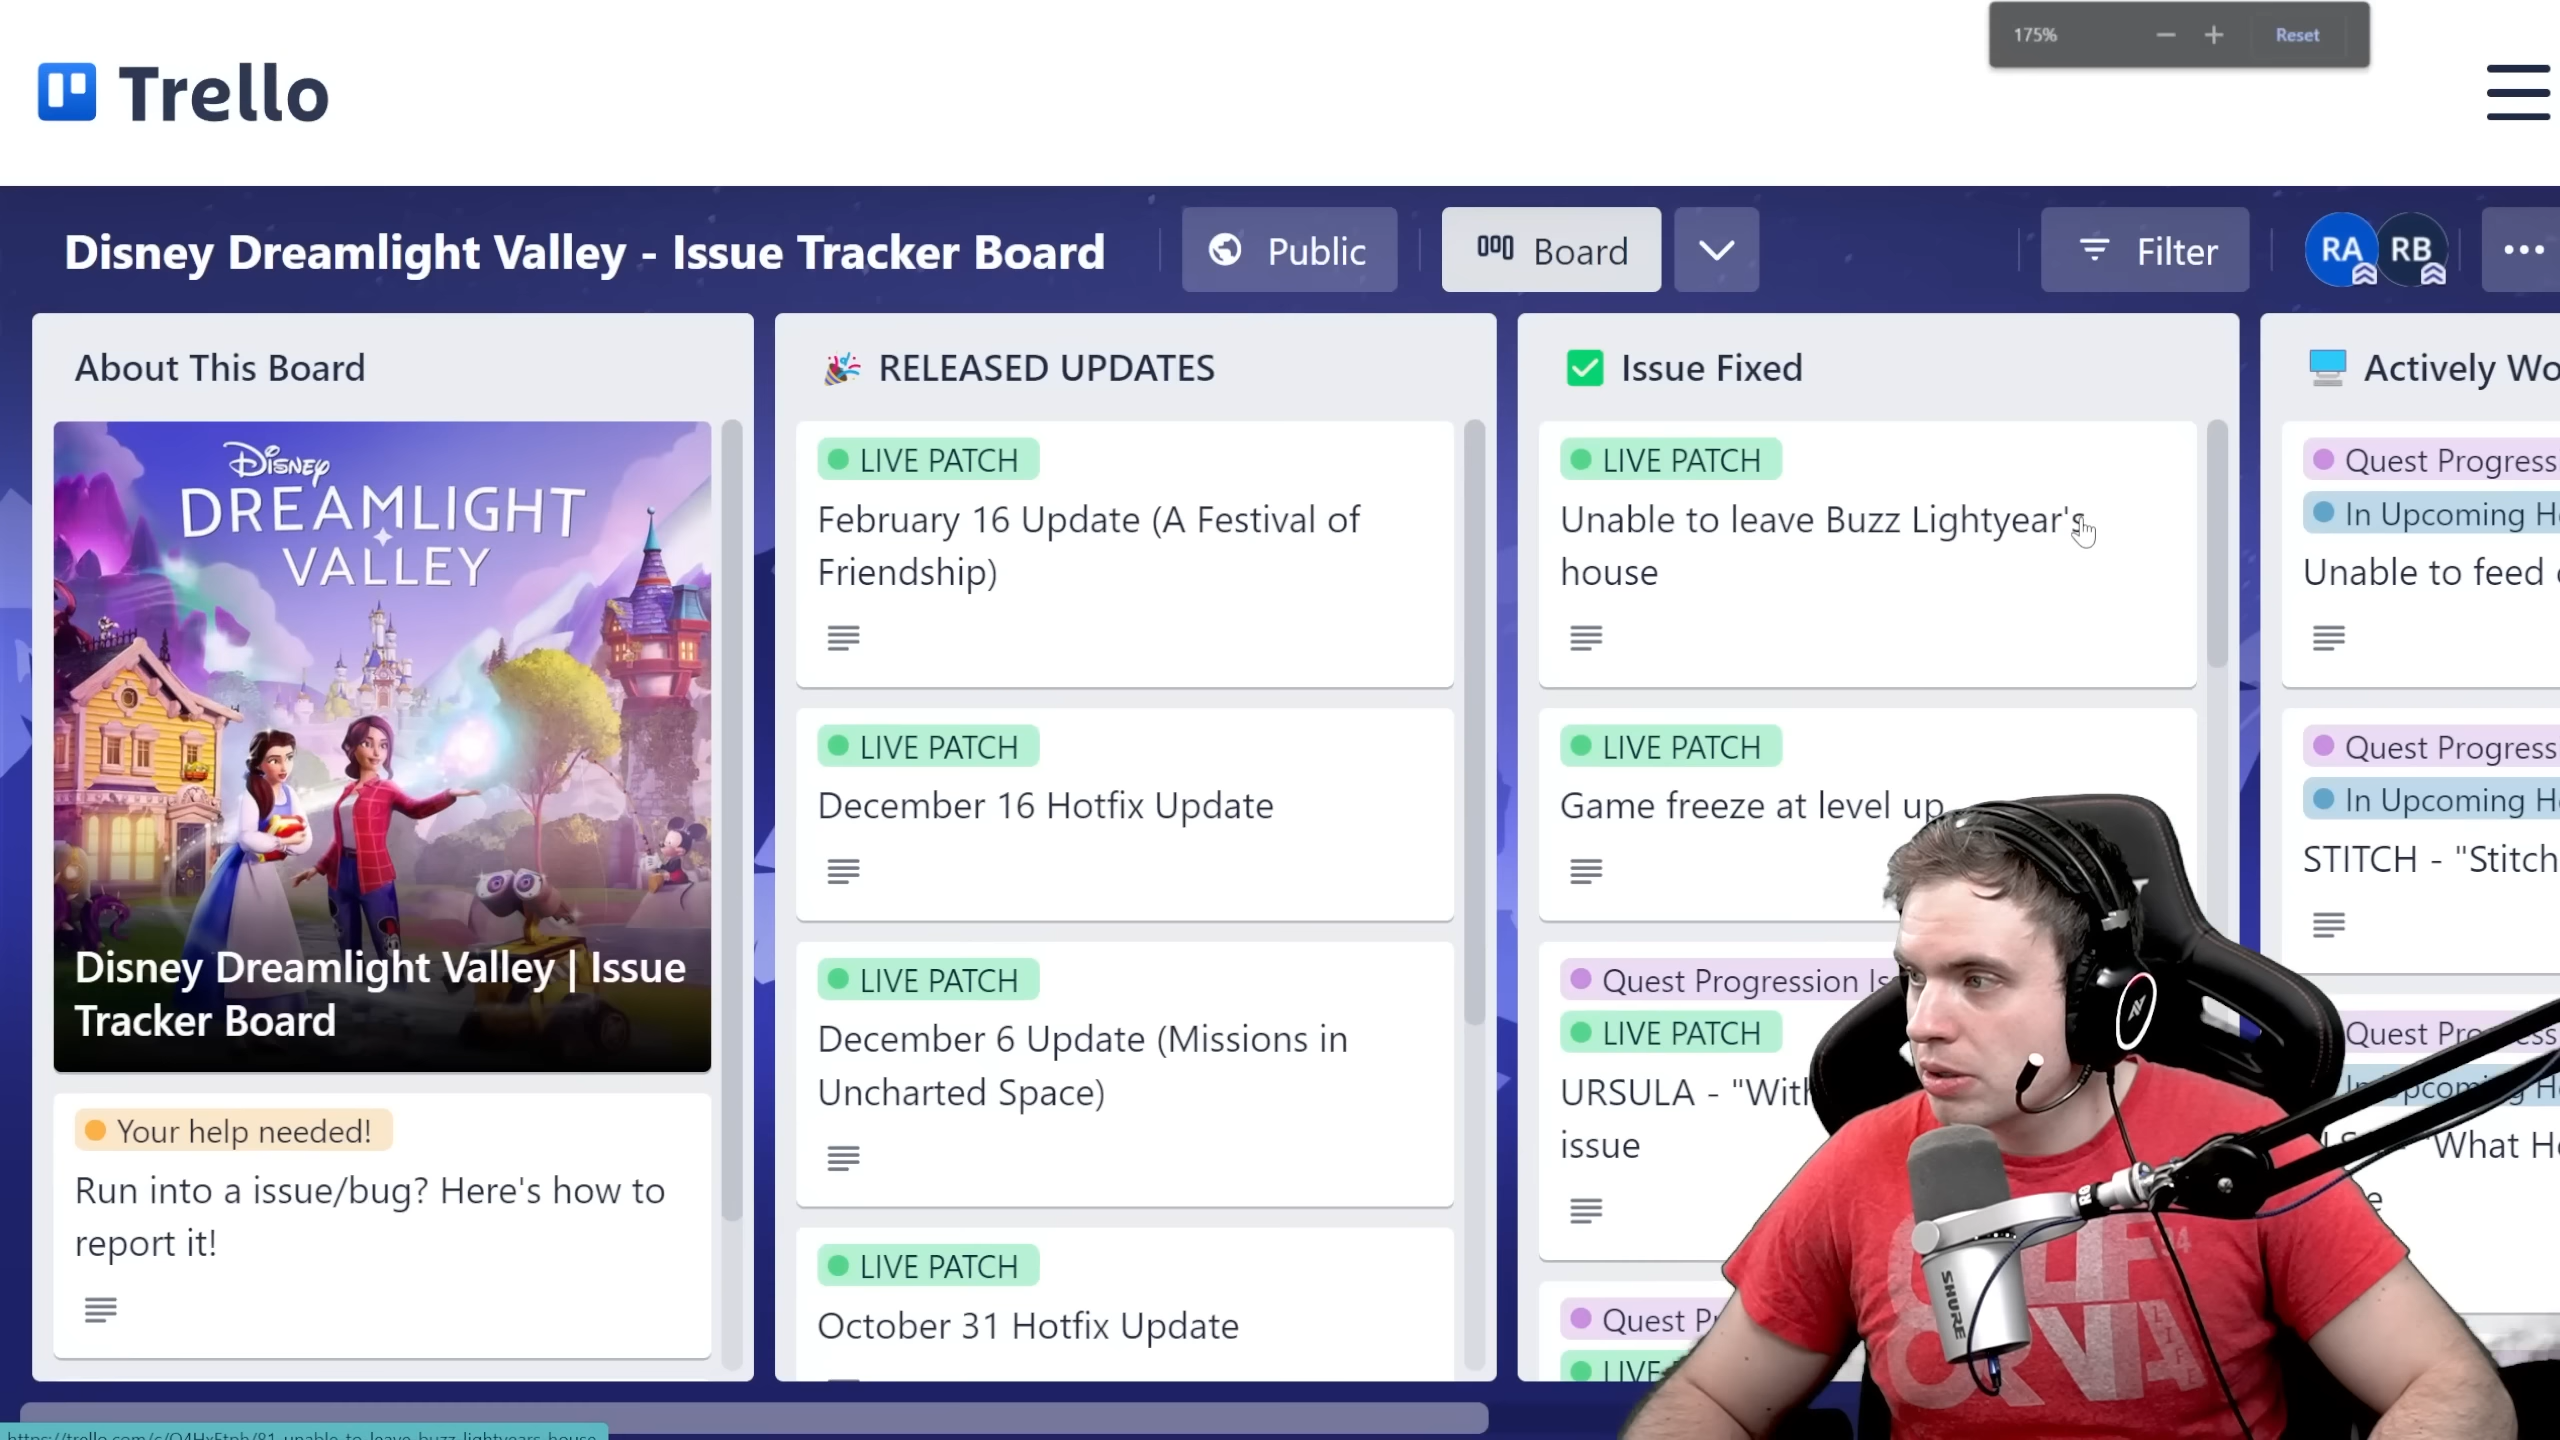 175%
Reset
Trello
Disney Dreamlight Valley - Issue Tracker Board
Public
Board
Filter
RA
RB
About This Board
Disney
DREAMLIGHT
VALLEY
Disney Dreamlight Valley | Issue
Tracker Board
Your help needed!
Run into a issue/bug? Here's how to
report it!
RELEASED UPDATES
LIVE PATCH
February 16 Update (A Festival of
Friendship)
LIVE PATCH
December 16 Hotfix Update
LIVE PATCH
December 6 Update (Missions in
Uncharted Space)
LIVE PATCH
October 31 Hotfix Update
Issue Fixed
LIVE PATCH
Unable to leave Buzz Lightyear's
house
LIVE PATCH
Game freeze at level up
Quest Progression Is
LIVE PATCH
URSULA - "With
issue
Quest P
LIVE
Actively Wo
Quest Progress
In Upcoming H
Unable to feed
Quest Progress
In Upcoming H
STITCH - "Stitch
In Upcoming
"What H
SHURE